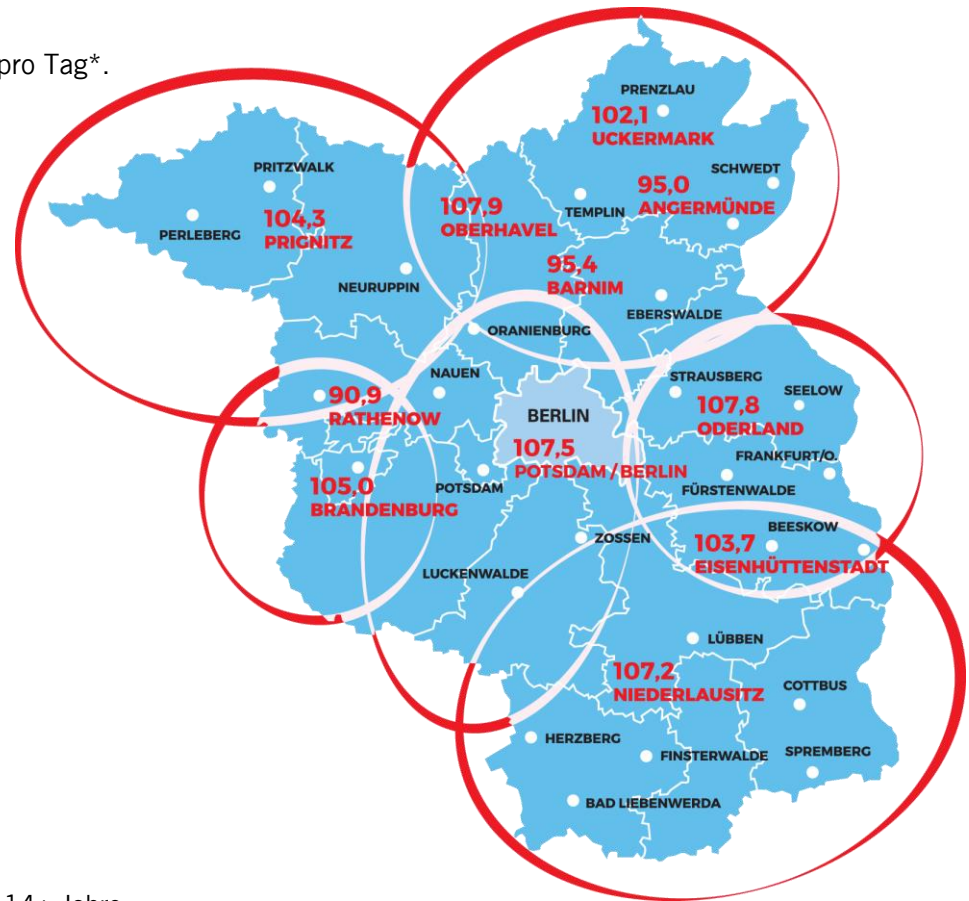 pro Tag*.
PRENZLAU
102,1
UCKERMARK
SCHWEDT
PRITZWALK
95,0
ANGERMÜNDE
TEMPLIN
107,9
OBERHAVEL
104,3
PRIGNITZ
PERLEBERG
95,4
BARNIM
NEURUPPIN
EBERSWALDE
ORANIENBURG
NAUEN
STRAUSBERG
SEELOW
90,9
RATHENOW
107,8
ODERLAND
BERLIN
107,5
POTSDAM / BERLIN
FRANKFURT/O.
105,0
BRANDENBURG
POTSDAM
FÜRSTENWALDE
BEESKOW
ZOSSEN
103,7
EISENHÜTTENSTADT
LUCKENWALDE
LÜBBEN
107,2
NIEDERLAUSITZ
COTTBUS
HERZBERG
FINSTERWALDE
SPREMBERG
BAD LIEBENWERDA